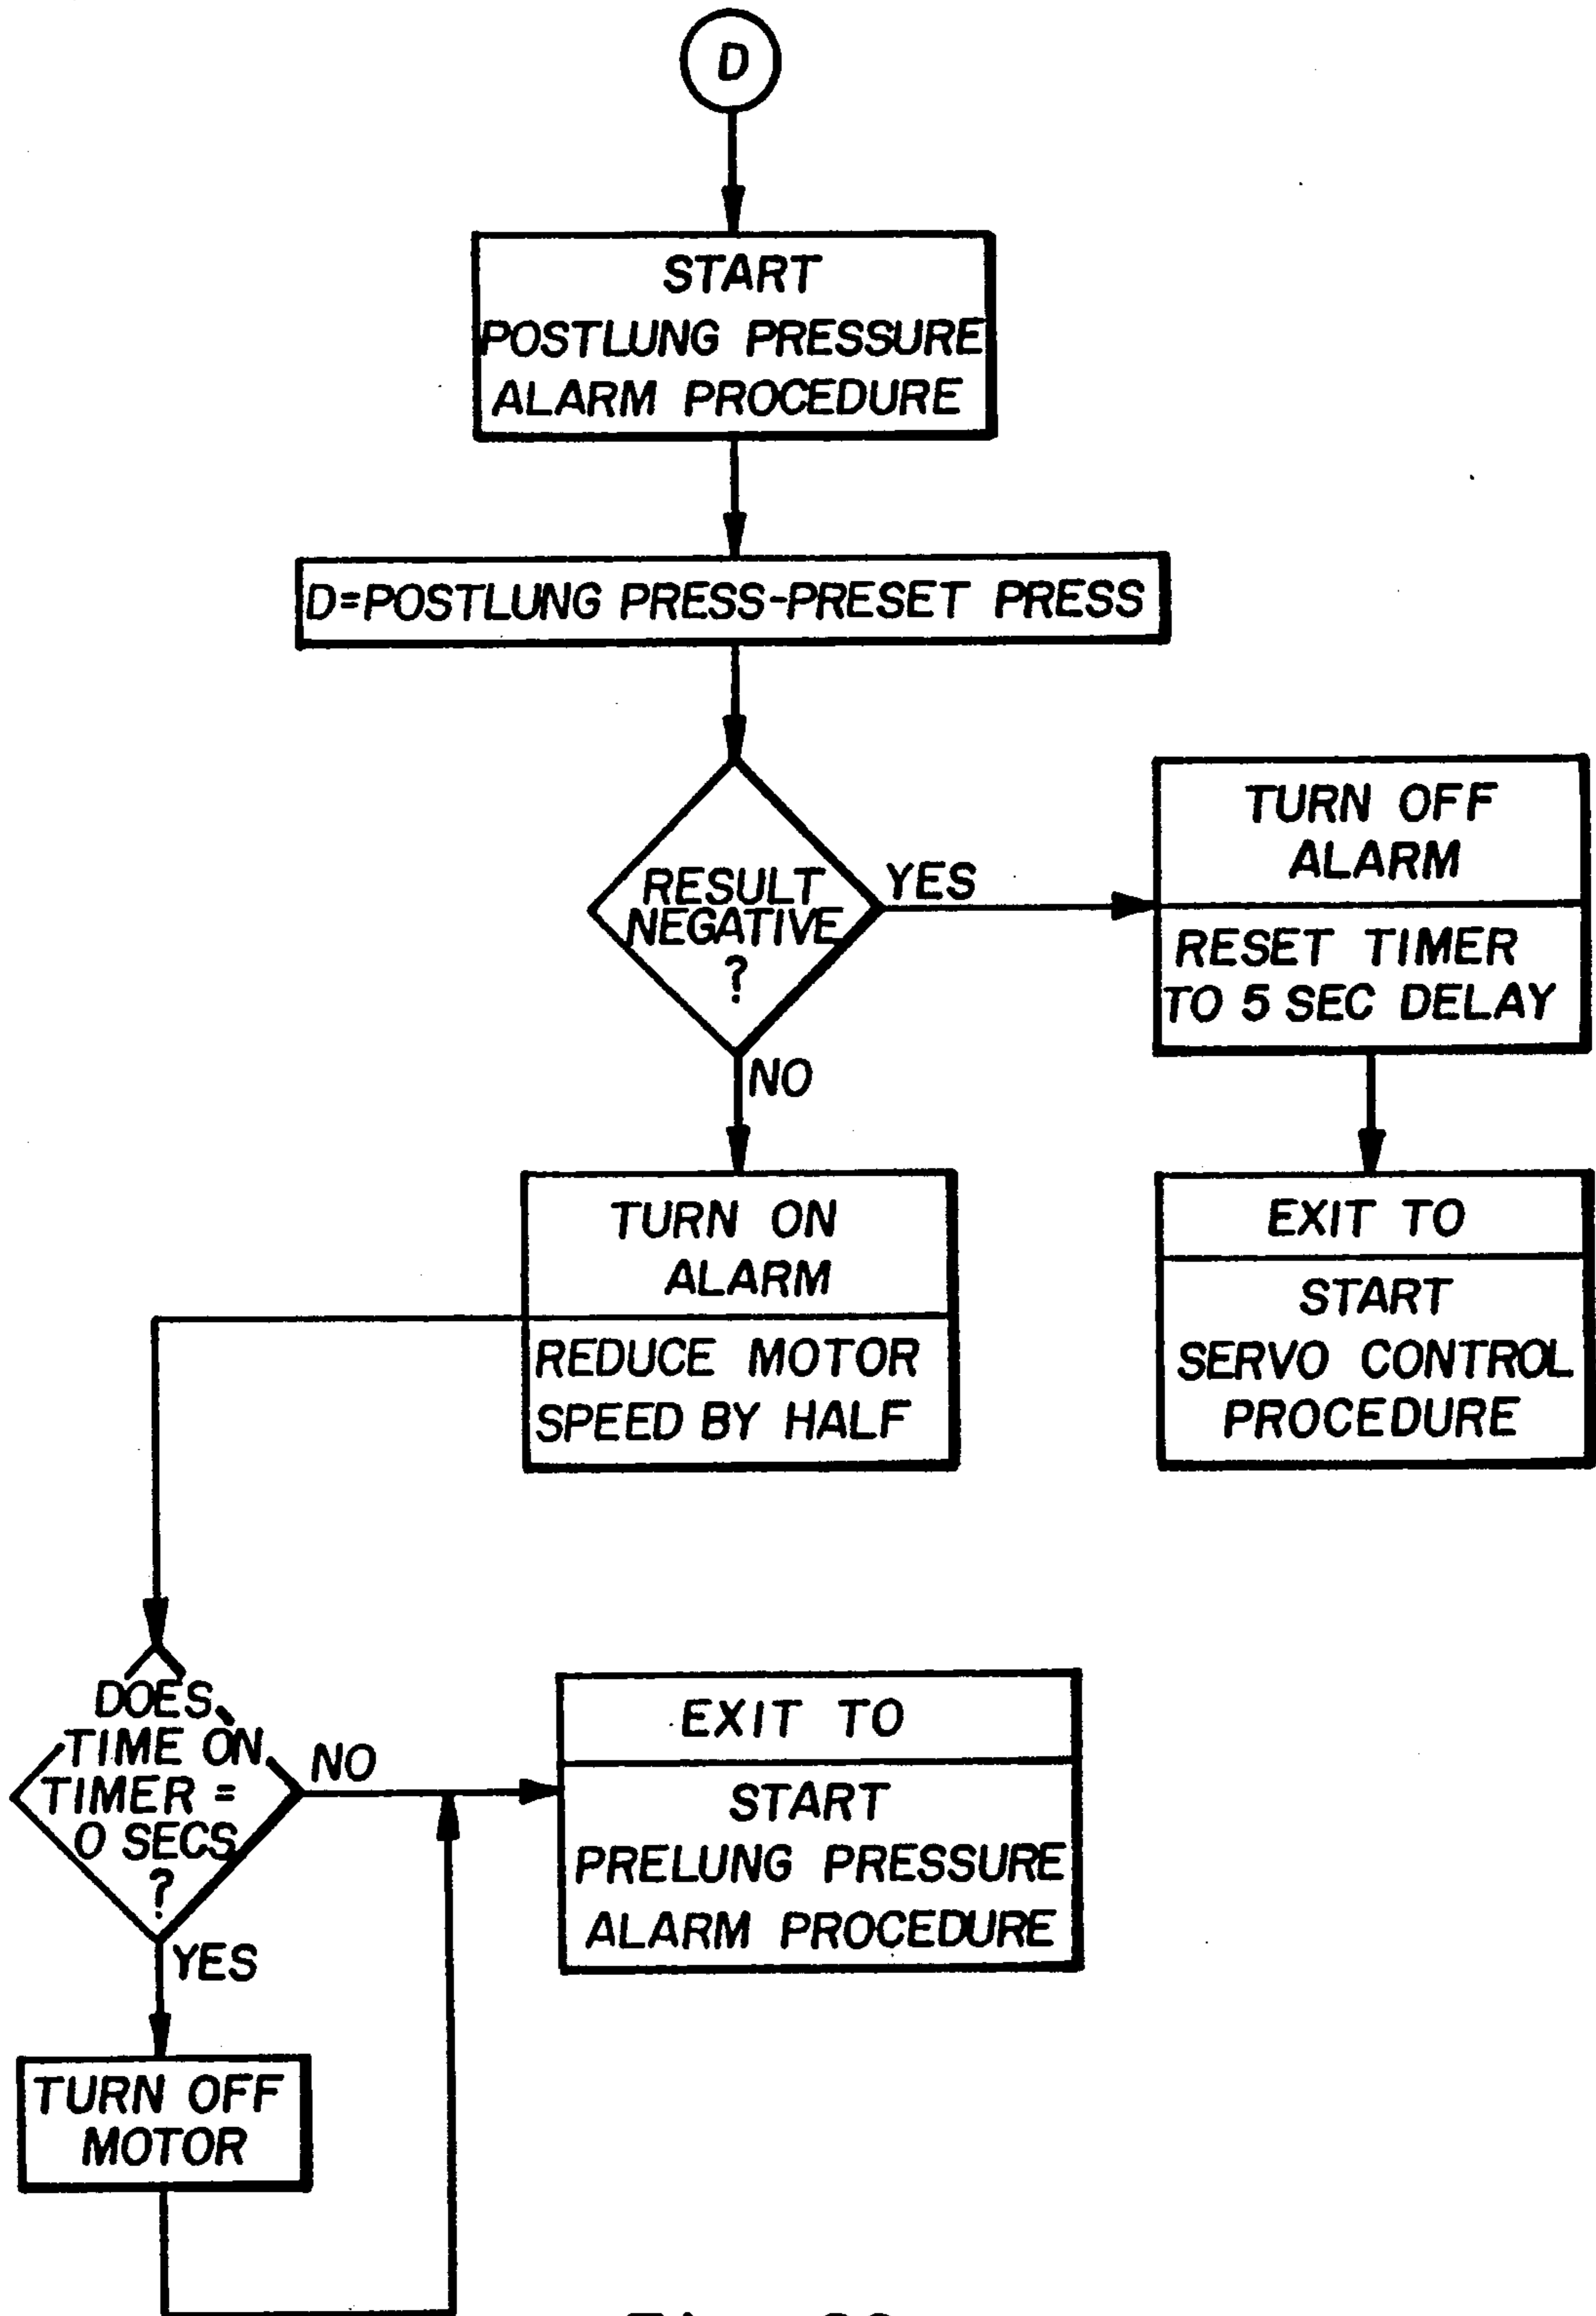 D
START
POSTLUNG PRESSURE
ALARM PROCEDURE
D=POSTLUNG PRESS-PRESET PRESS
RESULT
NEGATIVE
?
YES
TURN OFF
ALARM
RESET TIMER
TO 5 SEC DELAY
NO
TURN ON
ALARM
REDUCE MOTOR
SPEED BY HALF
EXIT TO
START
SERVO CONTROL
PROCEDURE
DOES
TIME ON
TIMER =
0 SECS
?
NO
EXIT TO
START
PRELUNG PRESSURE
ALARM PROCEDURE
YES
TURN OFF
MOTOR